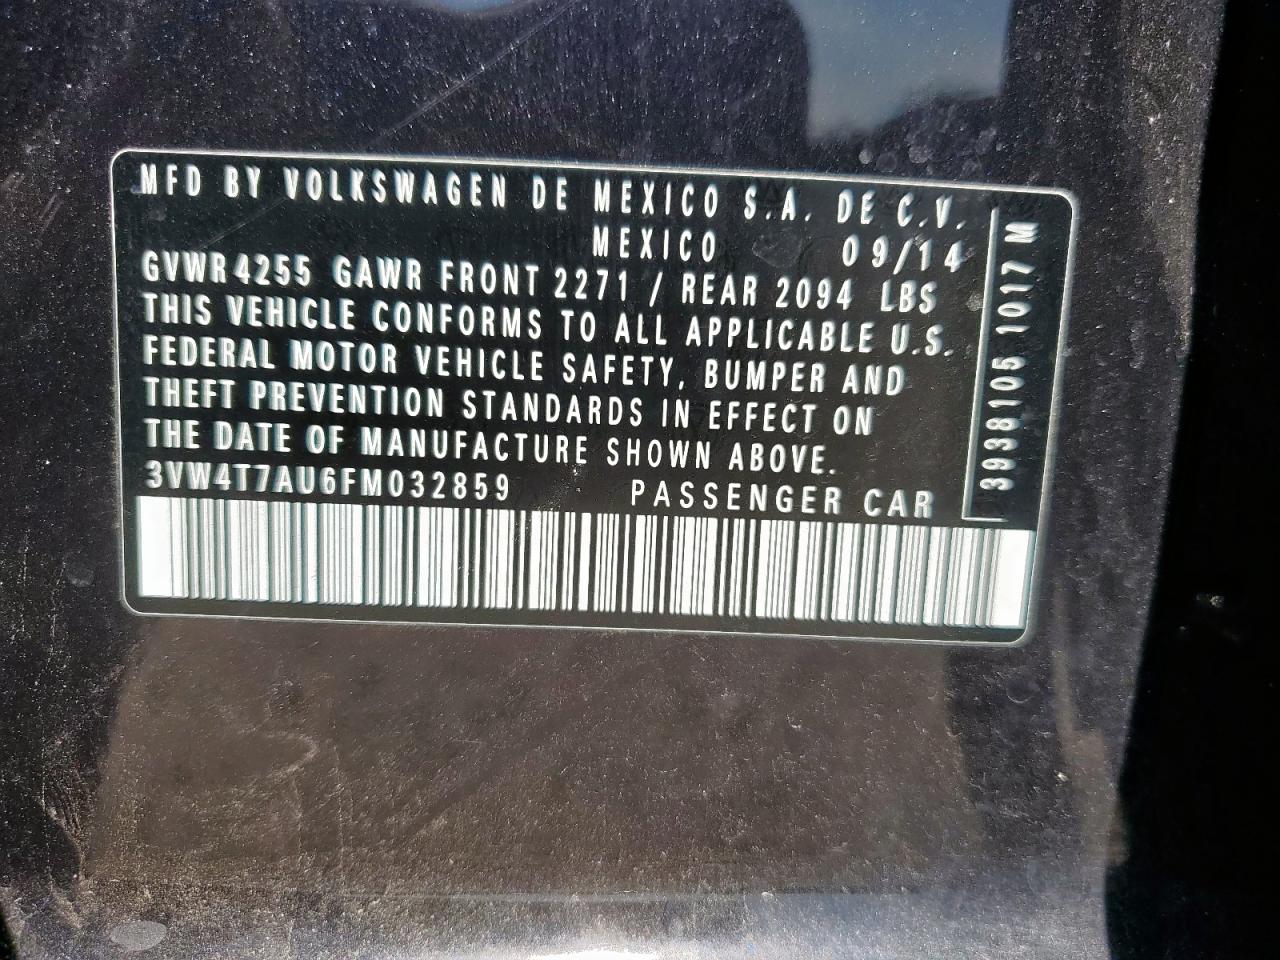 MFD BY VOLKSWAGEN DE MEXICO S.A. DE C.V.
MEXICO 09/14
GVWR 4255 GAWR FRONT 2271 / REAR 2094 LBS
THIS VEHICLE CONFORMS TO ALL APPLICABLE U.S.
FEDERAL MOTOR VEHICLE SAFETY, BUMPER AND
THEFT PREVENTION STANDARDS IN EFFECT ON
THE DATE OF MANUFACTURE SHOWN ABOVE.
3VW4T7AU6FM032859 PASSENGER CAR
3938105 1017 M